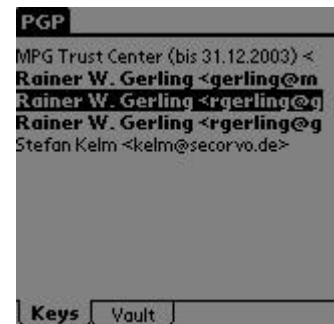 PGP
MPG Trust Center (bis 31.12.2003) <
Rainer W. Gerling <gerling@m
Rainer W. Gerling <rgerling@g
Rainer W. Gerling <rgerling@g
Stefan Kelm <kelm@secorvo.de>
Keys Vault